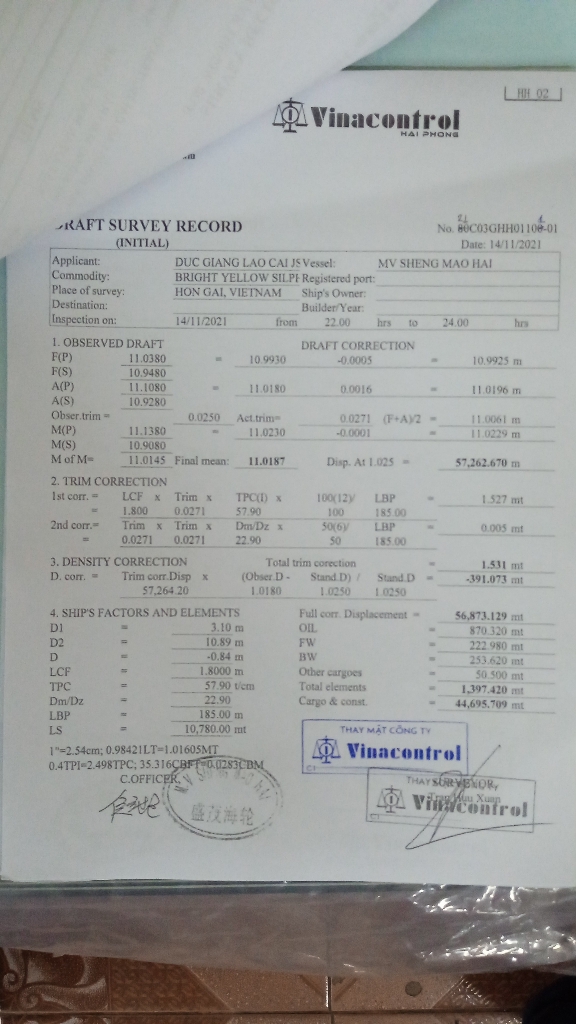 HH 02
Vinacontrol
HAI PHONG
DRAFT SURVEY RECORD
(INITIAL)
No. C03GHH0110-01
Date: 14/11/2021
Applicant: DUC GIANG LAO CAI JS Vessel: MV SHENG MAO HAI
Commodity: BRIGHT YELLOW SILPH Registered port:
Place of survey: HON GAI, VIETNAM Ship's Owner:
Destination: Builder/Year:
Inspection on: 14/11/2021 from 22.00 hrs to 24.00 hrs
1. OBSERVED DRAFT DRAFT CORRECTION
F(P) 11.0380 = 10.9930 -0.0005 = 10.9925 m
F(S) 10.9480
A(P) 11.1080 = 11.0180 0.0016 = 11.0196 m
A(S) 10.9280
Obser.trim = 0.0250 Act.trim= 0.0271 (F+A)/2 = 11.0061 m
M(P) 11.1380 = 11.0230 -0.0001 = 11.0229 m
M(S) 10.9080
M of M= 11.0145 Final mean: 11.0187 Disp. At 1.025 = 57,262.670 m
2. TRIM CORRECTION
1st corr. = LCF x Trim x TPC(I) x 100(12)/ LBP = 1.527 mt
= 1.800 0.0271 57.90 100 185.00
2nd corr.= Trim x Trim x Dm/Dz x 50(6)/ LBP = 0.005 mt
= 0.0271 0.0271 22.90 50 185.00
3. DENSITY CORRECTION Total trim corection = 1.531 mt
D. corr. = Trim corr.Disp x (Obser.D - Stand.D) / Stand.D = -391.073 mt
57,264.20 1.0180 1.0250 1.0250
4. SHIP'S FACTORS AND ELEMENTS Full corr. Displacement = 56,873.129 mt
D1 = 3.10 m OIL = 870.320 mt
D2 = 10.89 m FW = 222.980 mt
D = -0.84 m BW = 253.620 mt
LCF = 1.8000 m Other cargoes = 50.500 mt
TPC = 57.90 t/cm Total elements = 1,397.420 mt
Dm/Dz = 22.90 Cargo & const. = 44,695.709 mt
LBP = 185.00 m
LS = 10,780.00 mt
THAY MẶT CÔNG TY
Vinacontrol
C1
1"=2.54cm; 0.98421LT=1.01605MT
0.4TPI=2.498TPC; 35.316CBFT=0.0283CBM
C.OFFICER,
盛茂海轮
SURVEYOR,
Vinacontrol